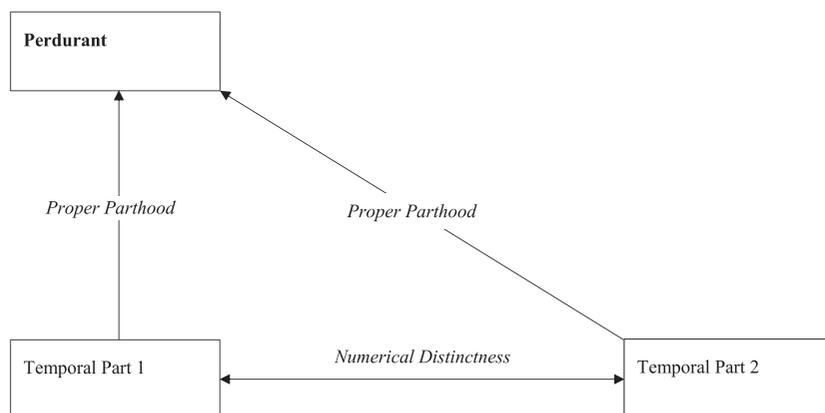 Perdurant
Proper Parthood
Proper Parthood
Numerical Distinctness
Temporal Part 1
Temporal Part 2